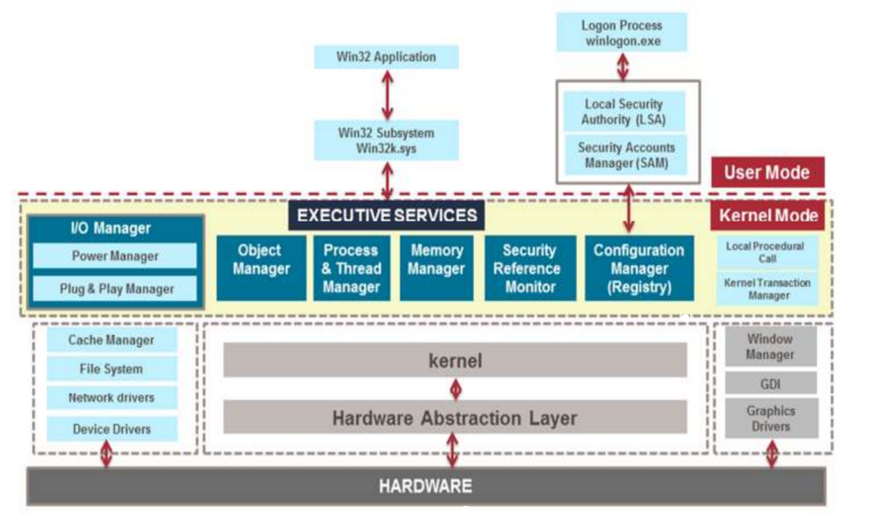 Logon Process
winlogon.exe
Win32 Application
Local Security
Authority (LSA)
Win32 Subsystem
Win32k.sys
Security Accounts
Manager (SAM)
User Mode
EXECUTIVE SERVICES
Kernel Mode
I/O Manager
Power Manager
Plug & Play Manager
Object
Manager
Process
& Thread
Manager
Memory
Manager
Security
Reference
Monitor
Configuration
Manager
(Registry)
Local Procedural
Call
Kernel Transaction
Manager
Cache Manager
File System
Network drivers
Device Drivers
kernel
Hardware Abstraction Layer
Window
Manager
GDI
Graphics
Drivers
HARDWARE